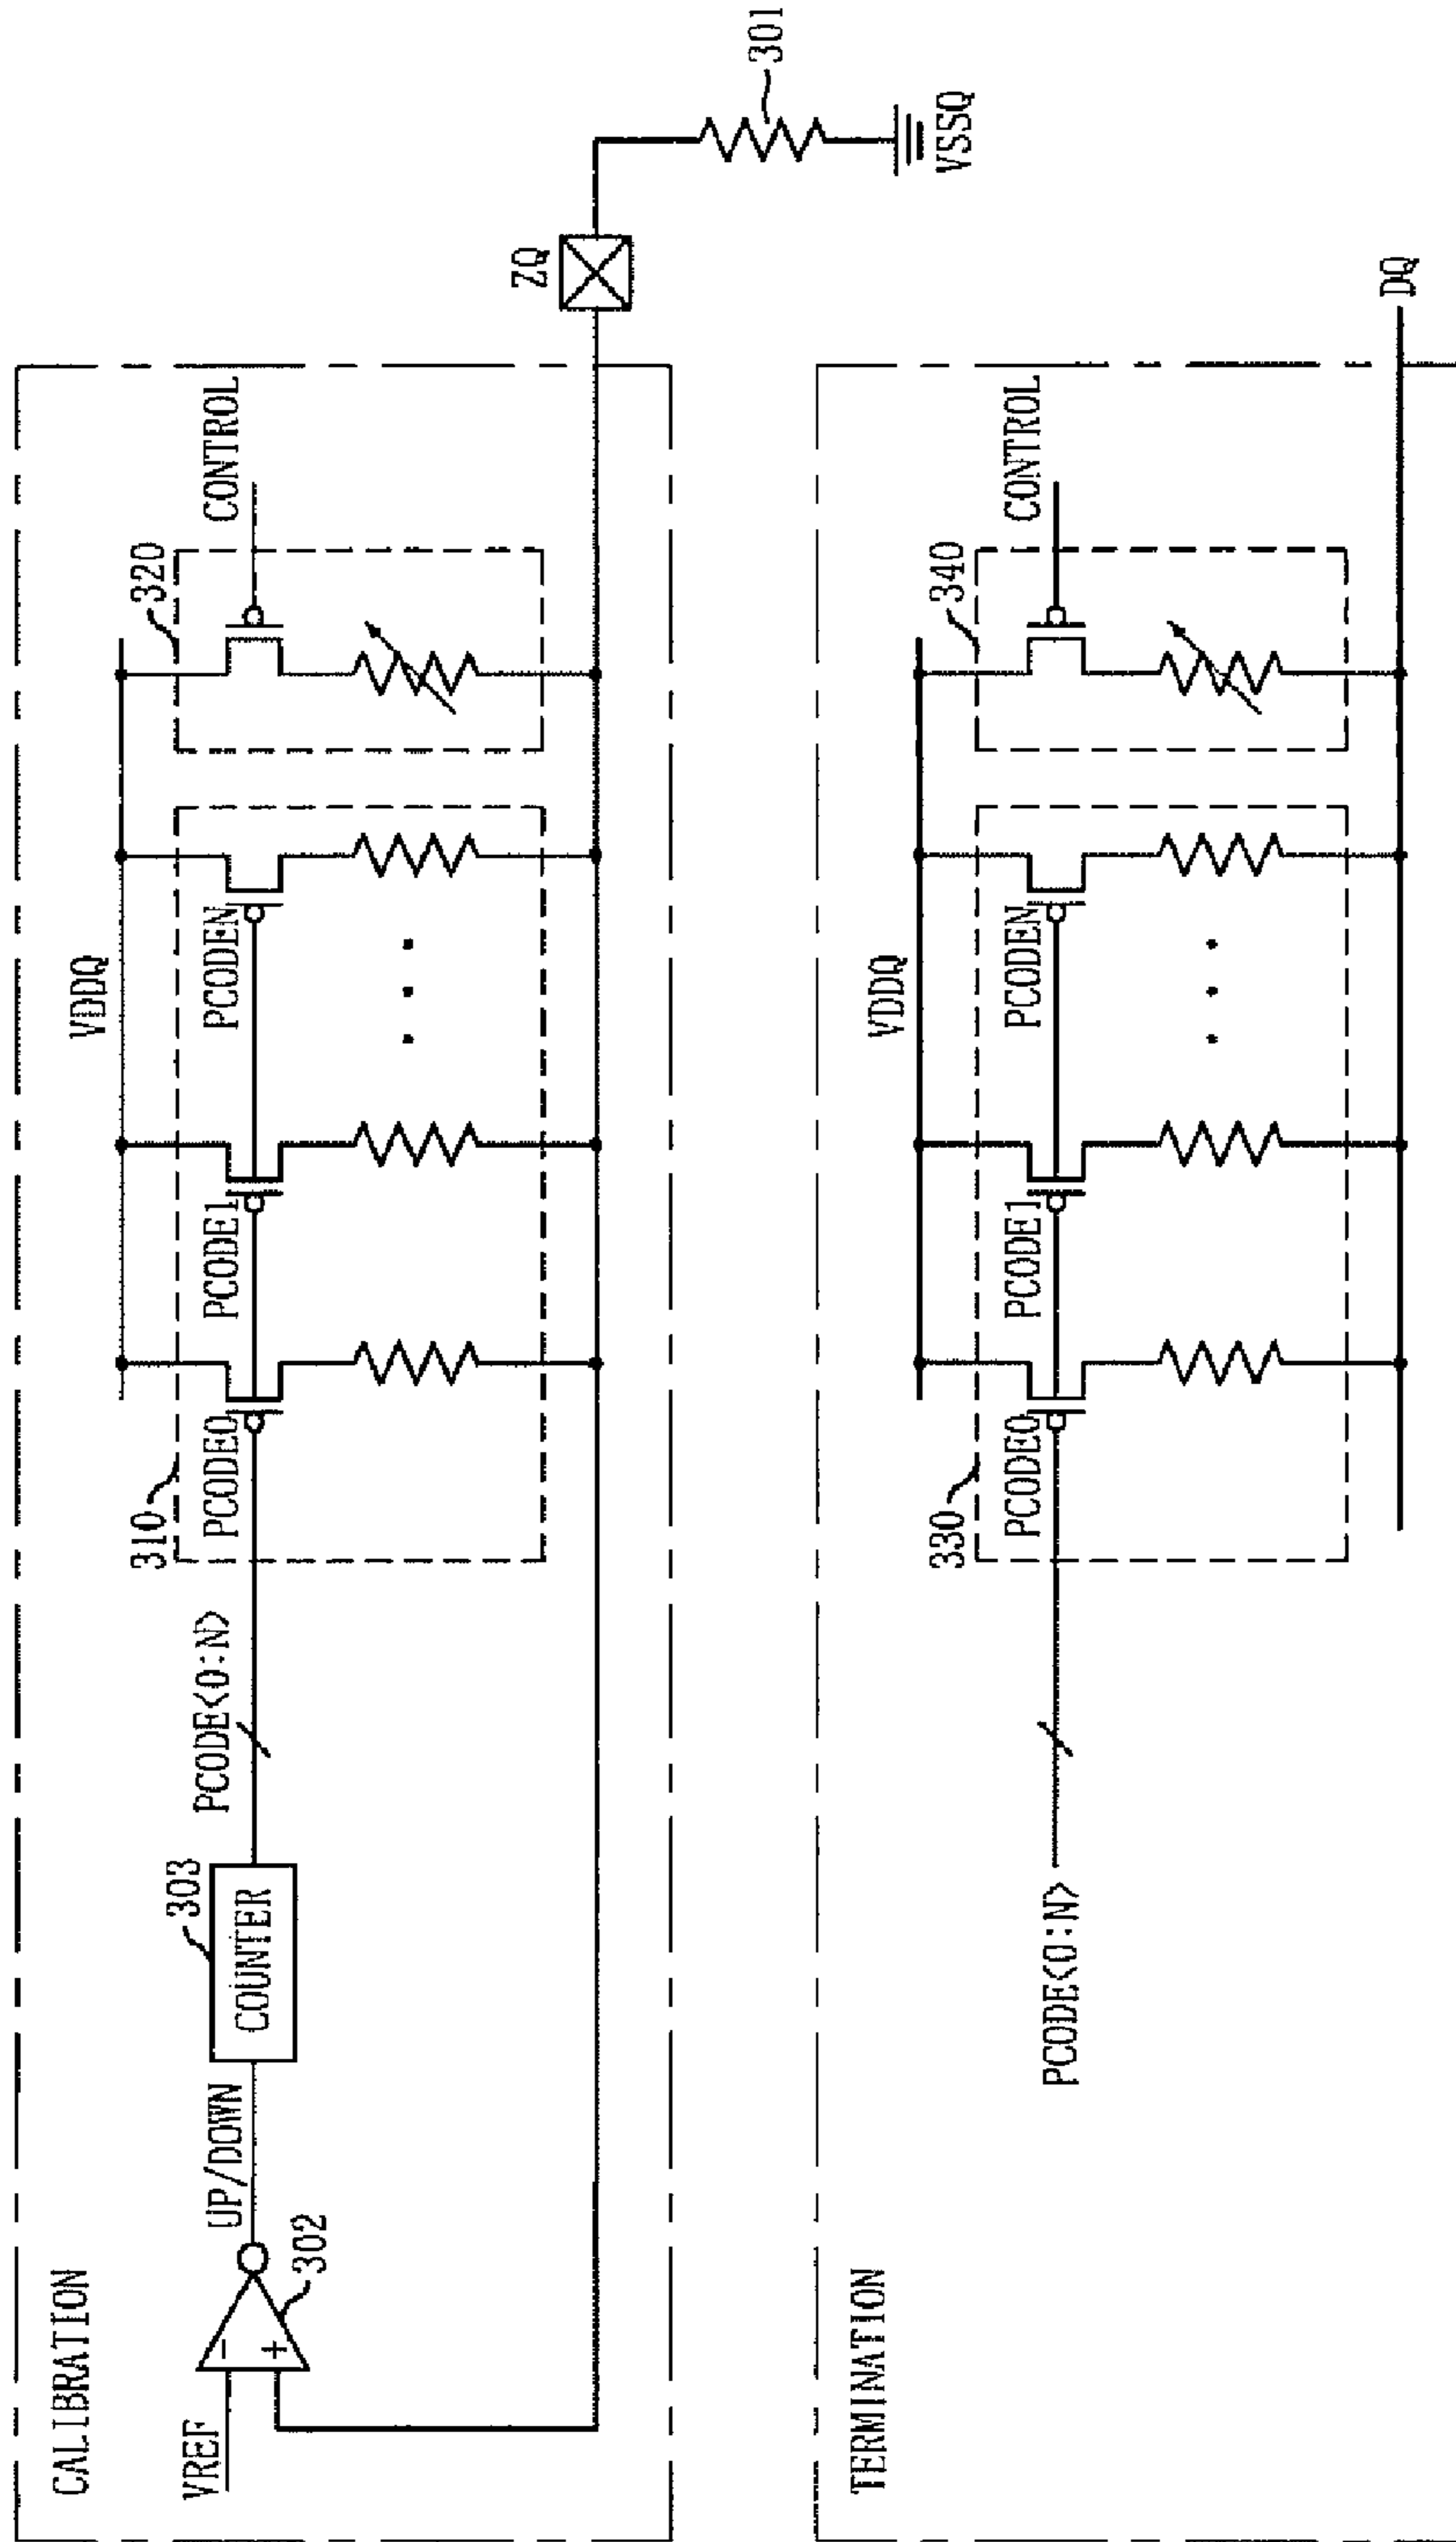 CALIBRATION
VREF
302
UP/DOWN
303
COUNTER
PCODE<0:N>
310
VDDQ
PCODE0
PCODE1
PCODEN
320
CONTROL
ZQ
301
VSSQ
TERMINATION
PCODE<0:N>
330
VDDQ
PCODE0
PCODE1
PCODEN
340
CONTROL
DQ